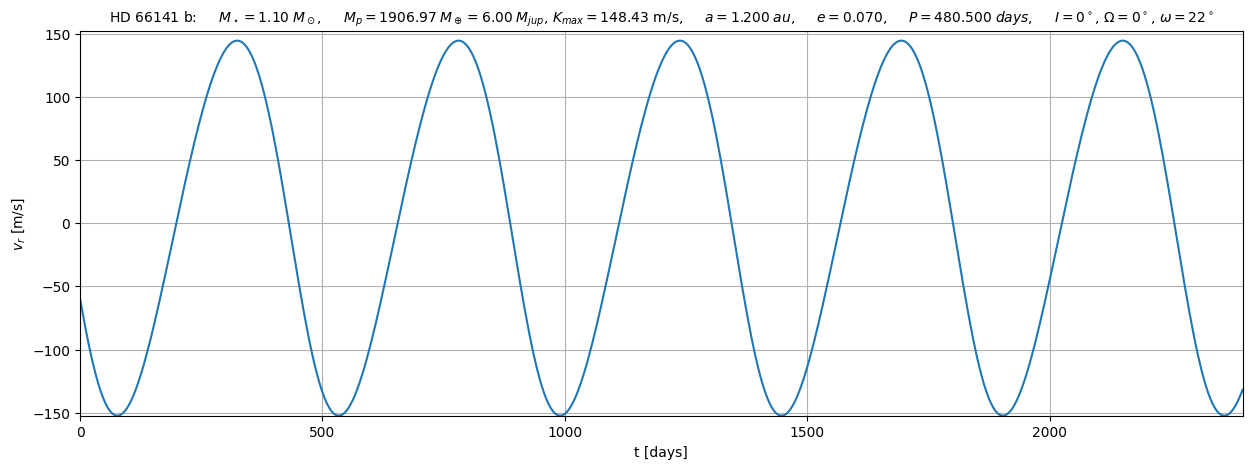 HD 66141 b: M⋆ = 1.10 M⊙, Mp = 1906.97 M⊕ = 6.00 Mjup, Kmax = 148.43 m/s, a = 1.200 au, e = 0.070, P = 480.500 days, I = 0°, Ω = 0°, ω = 22°
150
100
50
0
−50
−100
−150
vr [m/s]
0 500 1000 1500 2000
t [days]